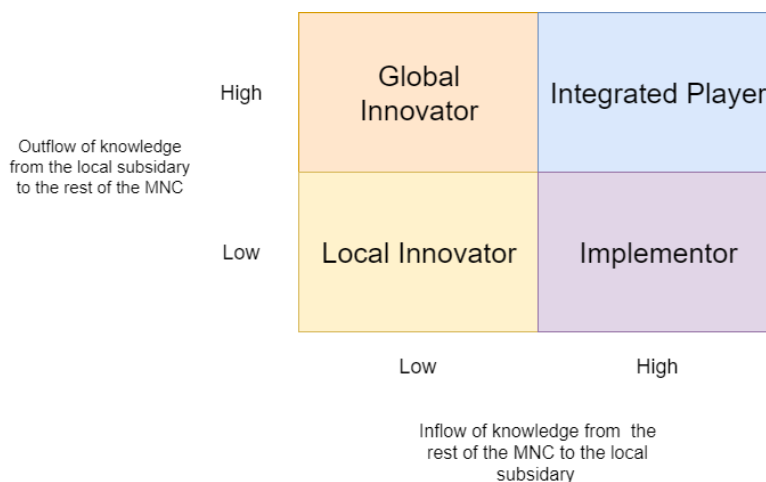 Global
Innovator
Integrated Player
High
Outflow of knowledge
from the local subsidary
to the rest of the MNC
Low
Local Innovator
Implementor
Low
High
Inflow of knowledge from  the
rest of the MNC to the local
subsidary